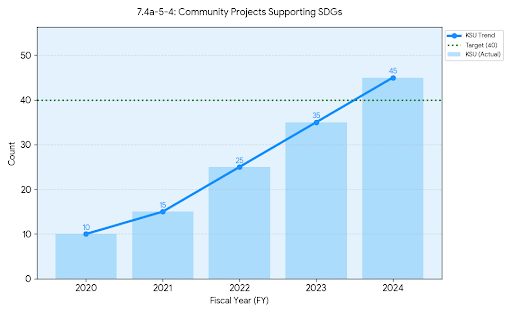 7.4a-5-4: Community Projects Supporting SDGs
KSU Trend
Target (40)
KSU (Actual)
Count
50
40
30
20
10
0
10
15
25
35
45
2020
2021
2022
2023
2024
Fiscal Year (FY)